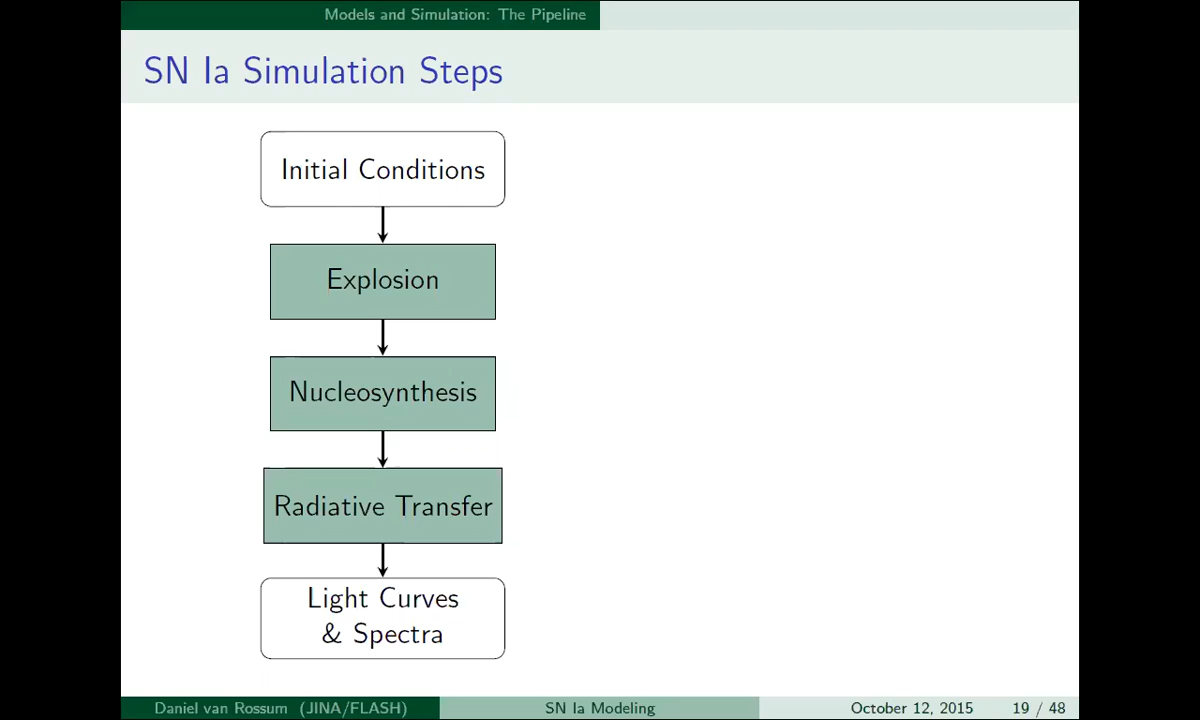 Models and Simulation: The Pipeline
SN Ia Simulation Steps
Initial Conditions
Explosion
Nucleosynthesis
Radiative Transfer
Light Curves
& Spectra
Daniel van Rossum (JINA/FLASH)
SN Ia Modeling
October 12, 2015
19 / 48